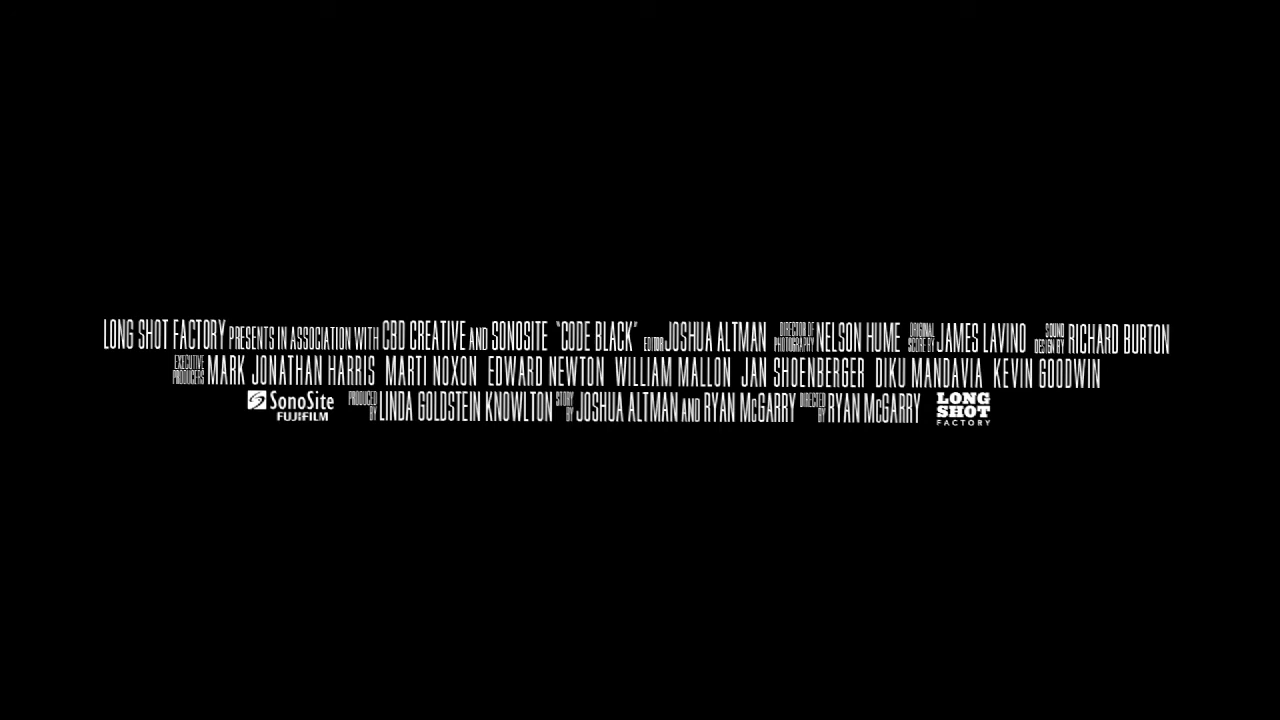 LONG SHOT FACTORY PRESENTS IN ASSOCIATION WITH CBD CREATIVE AND SONOSITE "CODE BLACK" EDITOR JOSHUA ALTMAN DIRECTOR OF PHOTOGRAPHY NELSON HUME ORIGINAL SCORE BY JAMES LAVINO SOUND DESIGN BY RICHARD BURTON
EXECUTIVE PRODUCERS MARK JONATHAN HARRIS MARTI NOXON EDWARD NEWTON WILLIAM MALLON JAN SHOENBERGER DIKU MANDAVIA KEVIN GOODWIN
SonoSite FUJIFILM PRODUCED BY LINDA GOLDSTEIN KNOWLTON STORY BY JOSHUA ALTMAN AND RYAN McGARRY DIRECTED BY RYAN McGARRY LONG SHOT FACTORY